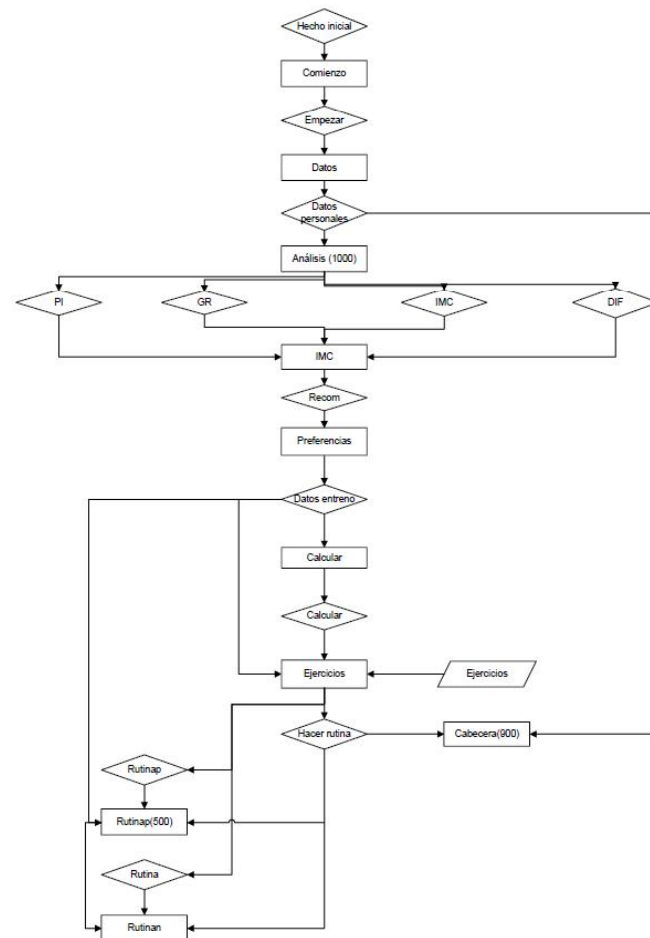 Hecho inicial
Comienzo
Empezar
Datos
Datos
personales
Análisis (1000)
PI
GR
IMC
DIF
IMC
Recom
Preferencias
Datos entreno
Calcular
Calcular
Ejercicios
Ejercicios
Hacer rutina
Cabecera(900)
Rutinap
Rutinap(500)
Rutina
Rutinan